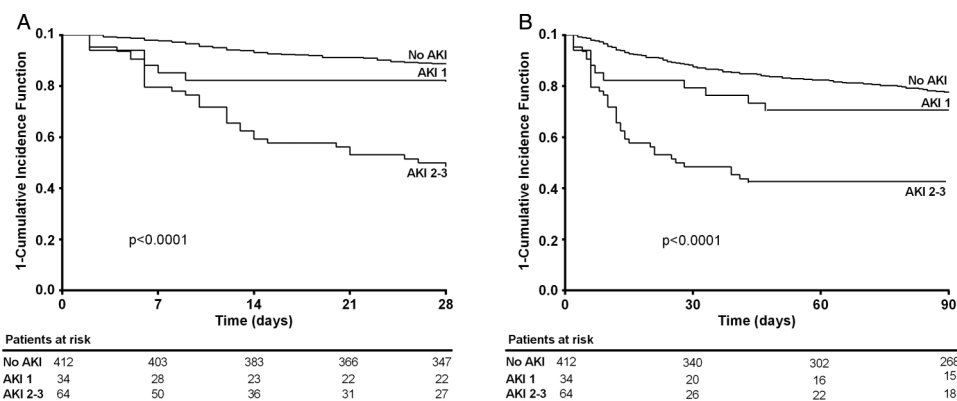 A
1-Cumulative Incidence Function
0.1
0.8
0.6
0.4
0.2
0.0
No AKI
AKI 1
AKI 2-3
p<0.0001
0 7 14 21 28
Time (days)
Patients at risk
No AKI 412 403 383 366 347
AKI 1 34 28 23 22 22
AKI 2-3 64 50 36 31 27
B
1-Cumulative Incidence Function
0.1
0.8
0.6
0.4
0.2
0.0
No AKI
AKI 1
AKI 2-3
p<0.0001
0 30 60 90
Time (days)
Patients at risk
No AKI 412 340 302 268
AKI 1 34 20 16 15
AKI 2-3 64 26 22 18